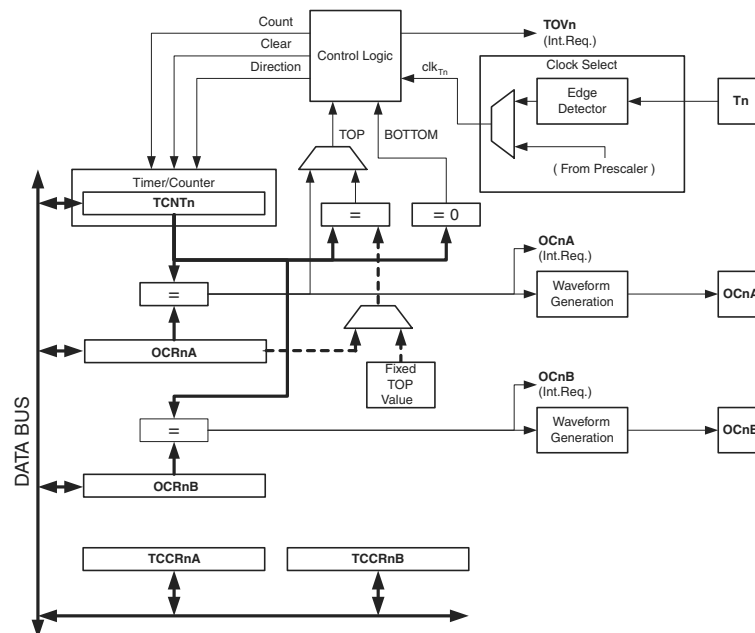 Count
Clear
Direction
Control Logic
TOVn
(Int.Req.)
clkTn
Clock Select
Edge
Detector
Tn
( From Prescaler )
TOP
BOTTOM
Timer/Counter
TCNTn
=
= 0
OCnA
(Int.Req.)
=
Waveform
Generation
OCnA
OCRnA
Fixed
TOP
Value
OCnB
(Int.Req.)
=
Waveform
Generation
OCnB
OCRnB
DATA BUS
TCCRnA
TCCRnB